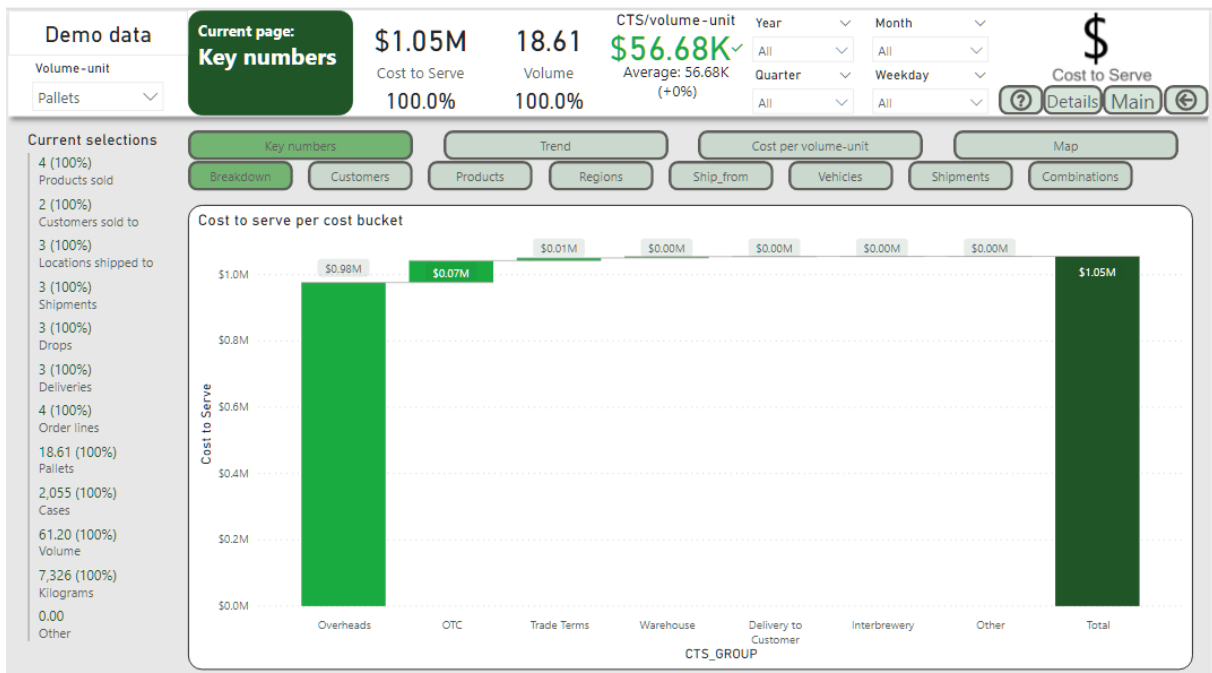 Demo data
Volume-unit
Pallets
Current page:
Key numbers
$1.05M
Cost to Serve
100.0%
18.61
Volume
100.0%
CTS/volume-unit
$56.68K✓
Average: 56.68K
(+0%)
Year
All
Month
All
Quarter
All
Weekday
All
$
Cost to Serve
?
Details
Main
Current selections
4 (100%)
Products sold
2 (100%)
Customers sold to
3 (100%)
Locations shipped to
3 (100%)
Shipments
3 (100%)
Drops
3 (100%)
Deliveries
4 (100%)
Order lines
18.61 (100%)
Pallets
2,055 (100%)
Cases
61.20 (100%)
Volume
7,326 (100%)
Kilograms
0.00
Other
Key numbers
Trend
Cost per volume-unit
Map
Breakdown
Customers
Products
Regions
Ship_from
Vehicles
Shipments
Combinations
Cost to serve per cost bucket
Cost to Serve
$1.0M
$0.8M
$0.6M
$0.4M
$0.2M
$0.0M
$0.98M
$0.07M
$0.01M
$0.00M
$0.00M
$0.00M
$0.00M
$1.05M
Overheads
OTC
Trade Terms
Warehouse
Delivery to
Customer
Interbrewery
Other
Total
CTS_GROUP